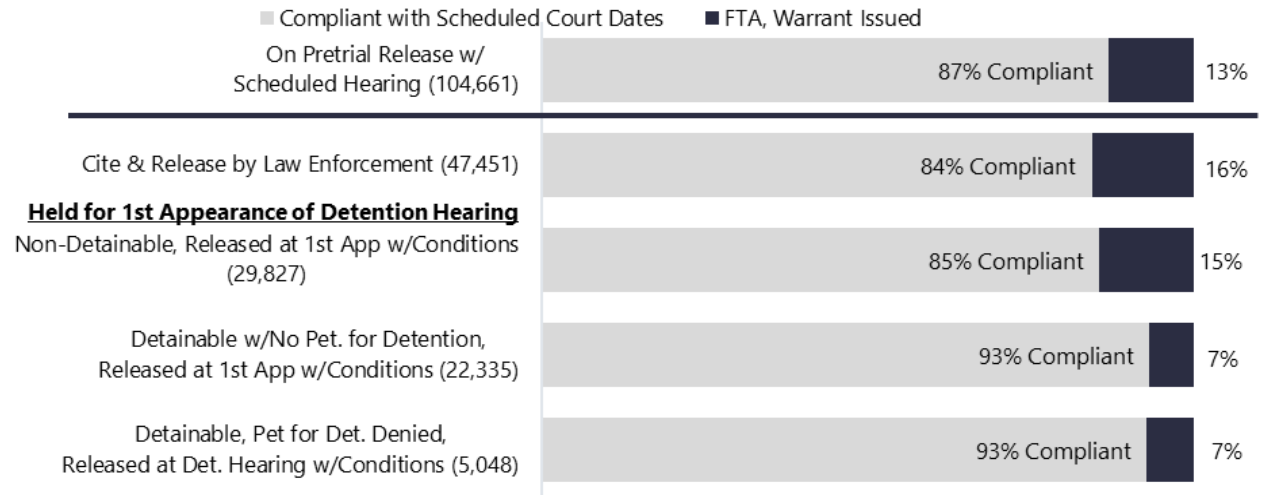 Compliant with Scheduled Court Dates FTA, Warrant Issued
On Pretrial Release w/
Scheduled Hearing (104,661)
87% Compliant 13%
Cite & Release by Law Enforcement (47,451)
84% Compliant 16%
Held for 1st Appearance of Detention Hearing
Non-Detainable, Released at 1st App w/Conditions
(29,827)
85% Compliant 15%
Detainable w/No Pet. for Detention,
Released at 1st App w/Conditions (22,335)
93% Compliant 7%
Detainable, Pet for Det. Denied,
Released at Det. Hearing w/Conditions (5,048)
93% Compliant 7%